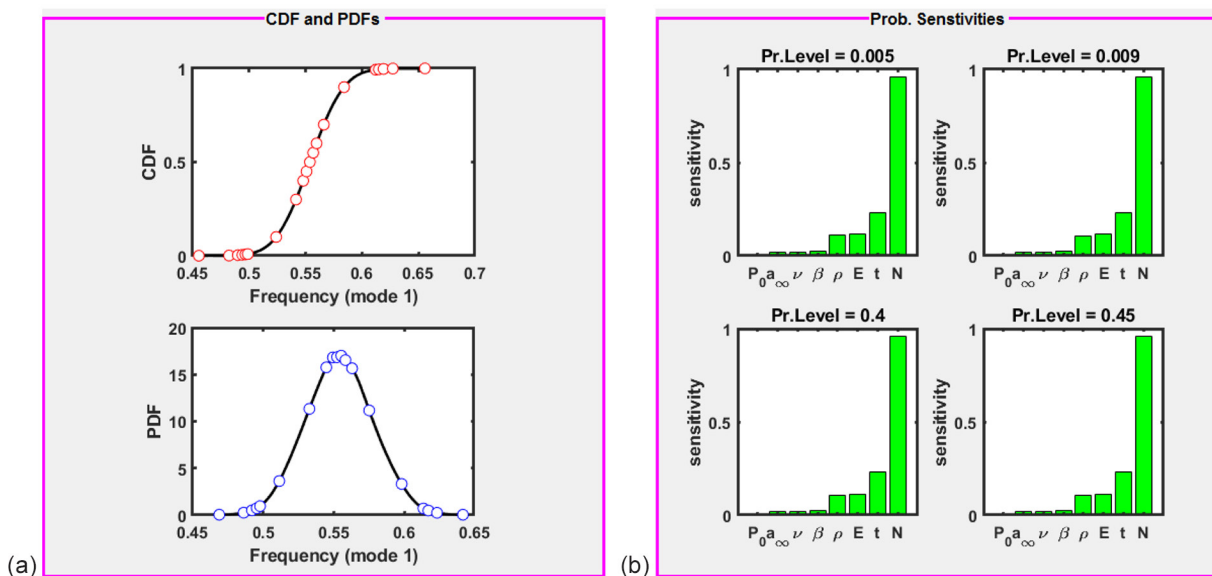 CDF and PDFs
1
0.5
0
CDF
0.45 0.5 0.55 0.6 0.65 0.7
Frequency (mode 1)
20
15
10
5
0
PDF
0.45 0.5 0.55 0.6 0.65
Frequency (mode 1)
(a)
Prob. Senstivities
Pr.Level = 0.005
1
0.5
0
sensitivity
P₀ a∞ ν β ρ E t N
Pr.Level = 0.009
1
0.5
0
sensitivity
P₀ a∞ ν β ρ E t N
Pr.Level = 0.4
1
0.5
0
sensitivity
P₀ a∞ ν β ρ E t N
Pr.Level = 0.45
1
0.5
0
sensitivity
P₀ a∞ ν β ρ E t N
(b)